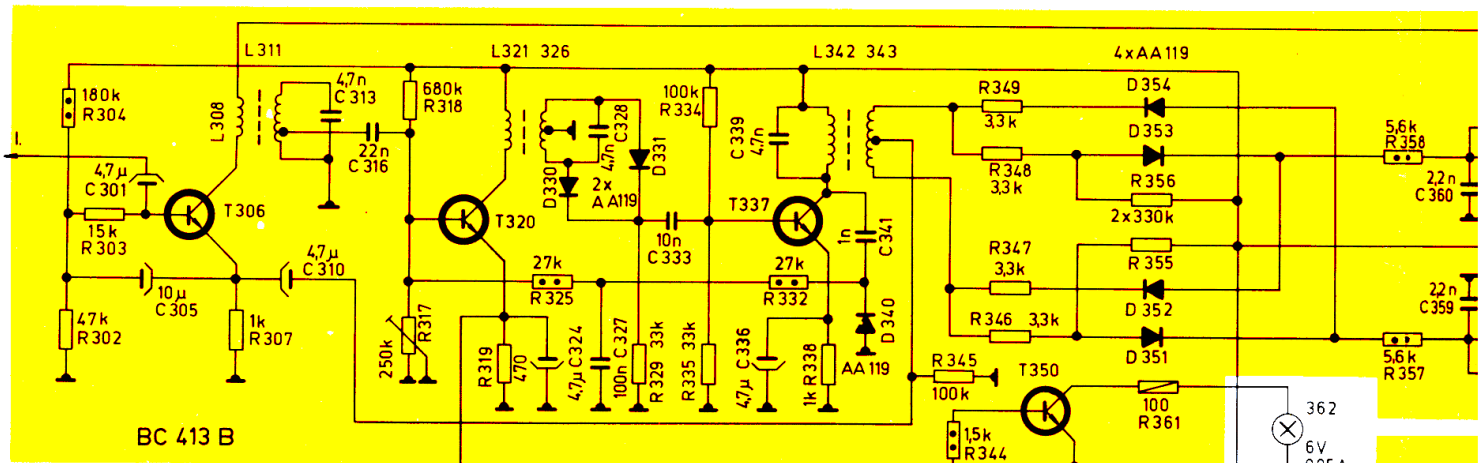 L311
L321 326
L342 343
4xAA119
180k
R304
4,7n
C313
680k
R318
C328
4,7n
D331
100k
R334
C339
4,7n
R349
3,3k
D354
D353
5,6k
R358
L308
I.
4,7µ
C301
22n
C316
D330
2x
AA119
R348
3,3k
R356
2x330k
2,2n
C360
T306
T320
T337
15k
R303
4,7µ
C310
10n
C333
1n
C341
R347
3,3k
R355
10µ
C305
27k
R325
27k
R332
D352
2,2n
C359
47k
R302
1k
R307
R317
250k
R319
470
4,7µ C324
100n C327
R329 33k
R335 33k
4,7µ C336
1k R338
D340
AA119
R346
3,3k
D351
5,6k
R357
R345
100k
T350
100
R361
362
6V
1,5k
R344
BC 413 B